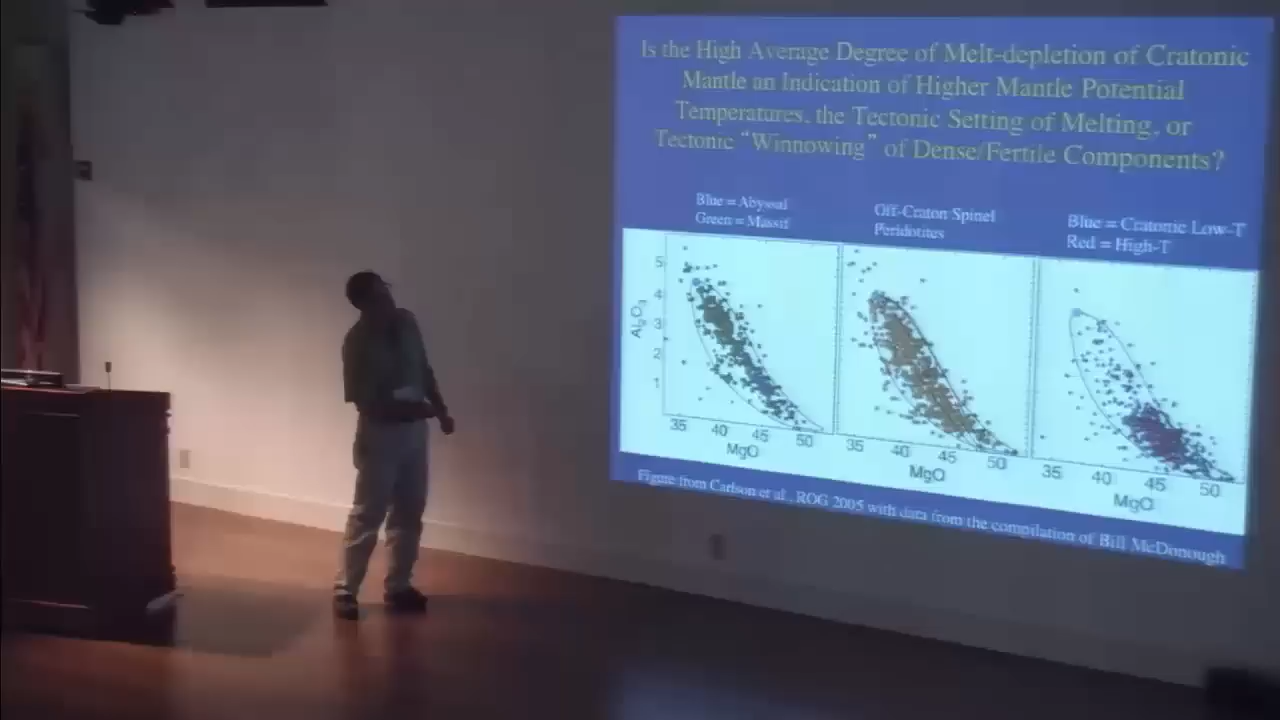 Is the High Average Degree of Melt-depletion of Cratonic
Mantle an Indication of Higher Mantle Potential
Temperatures, the Tectonic Setting of Melting, or
Tectonic “Winnowing” of Dense/Fertile Components?
Blue = Abyssal
Green = Massif
Off-Craton Spinel
Peridotites
Blue = Cratonic Low-T
Red = High-T
Al2O3
5
4
3
2
1
35 40 45 50
MgO
35 40 45 50
MgO
35 40 45 50
MgO
Figure from Carlson et al., ROG 2005 with data from the compilation of Bill McDonough